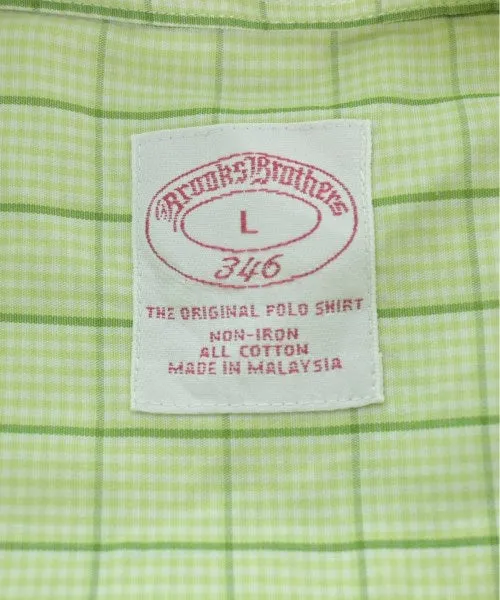 Brooks Brothers
L
346
THE ORIGINAL POLO SHIRT
NON-IRON
ALL COTTON
MADE IN MALAYSIA